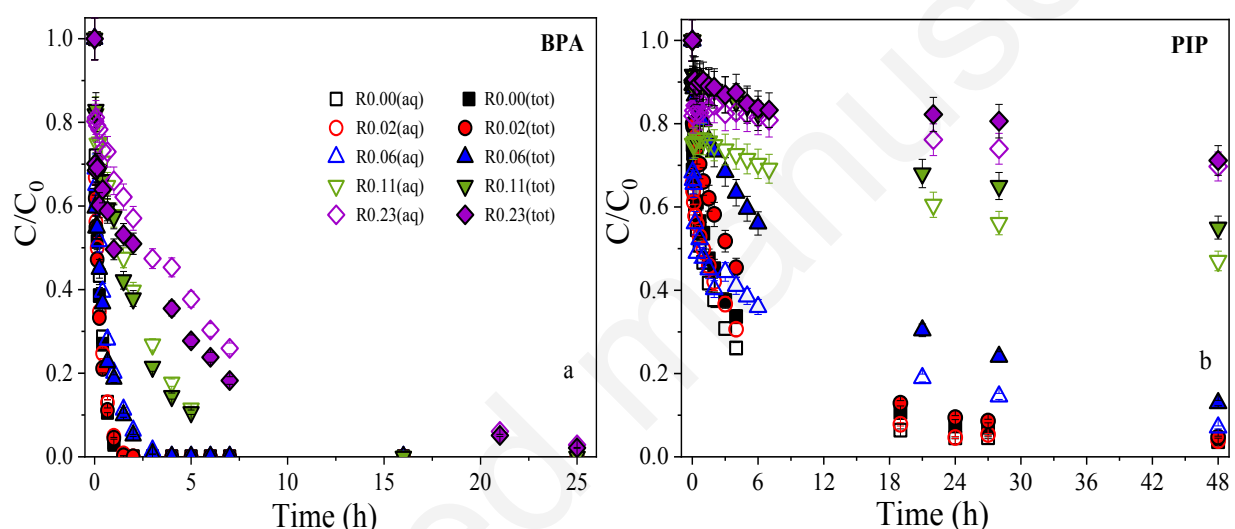 BPA
PIP
C/C0
1.0
0.8
0.6
0.4
0.2
0.0
R0.00(aq) R0.00(tot)
R0.02(aq) R0.02(tot)
R0.06(aq) R0.06(tot)
R0.11(aq) R0.11(tot)
R0.23(aq) R0.23(tot)
a
0 5 10 15 20 25
Time (h)
C/C0
1.0
0.8
0.6
0.4
0.2
0.0
b
0 6 12 18 24 30 36 42 48
Time (h)
manus